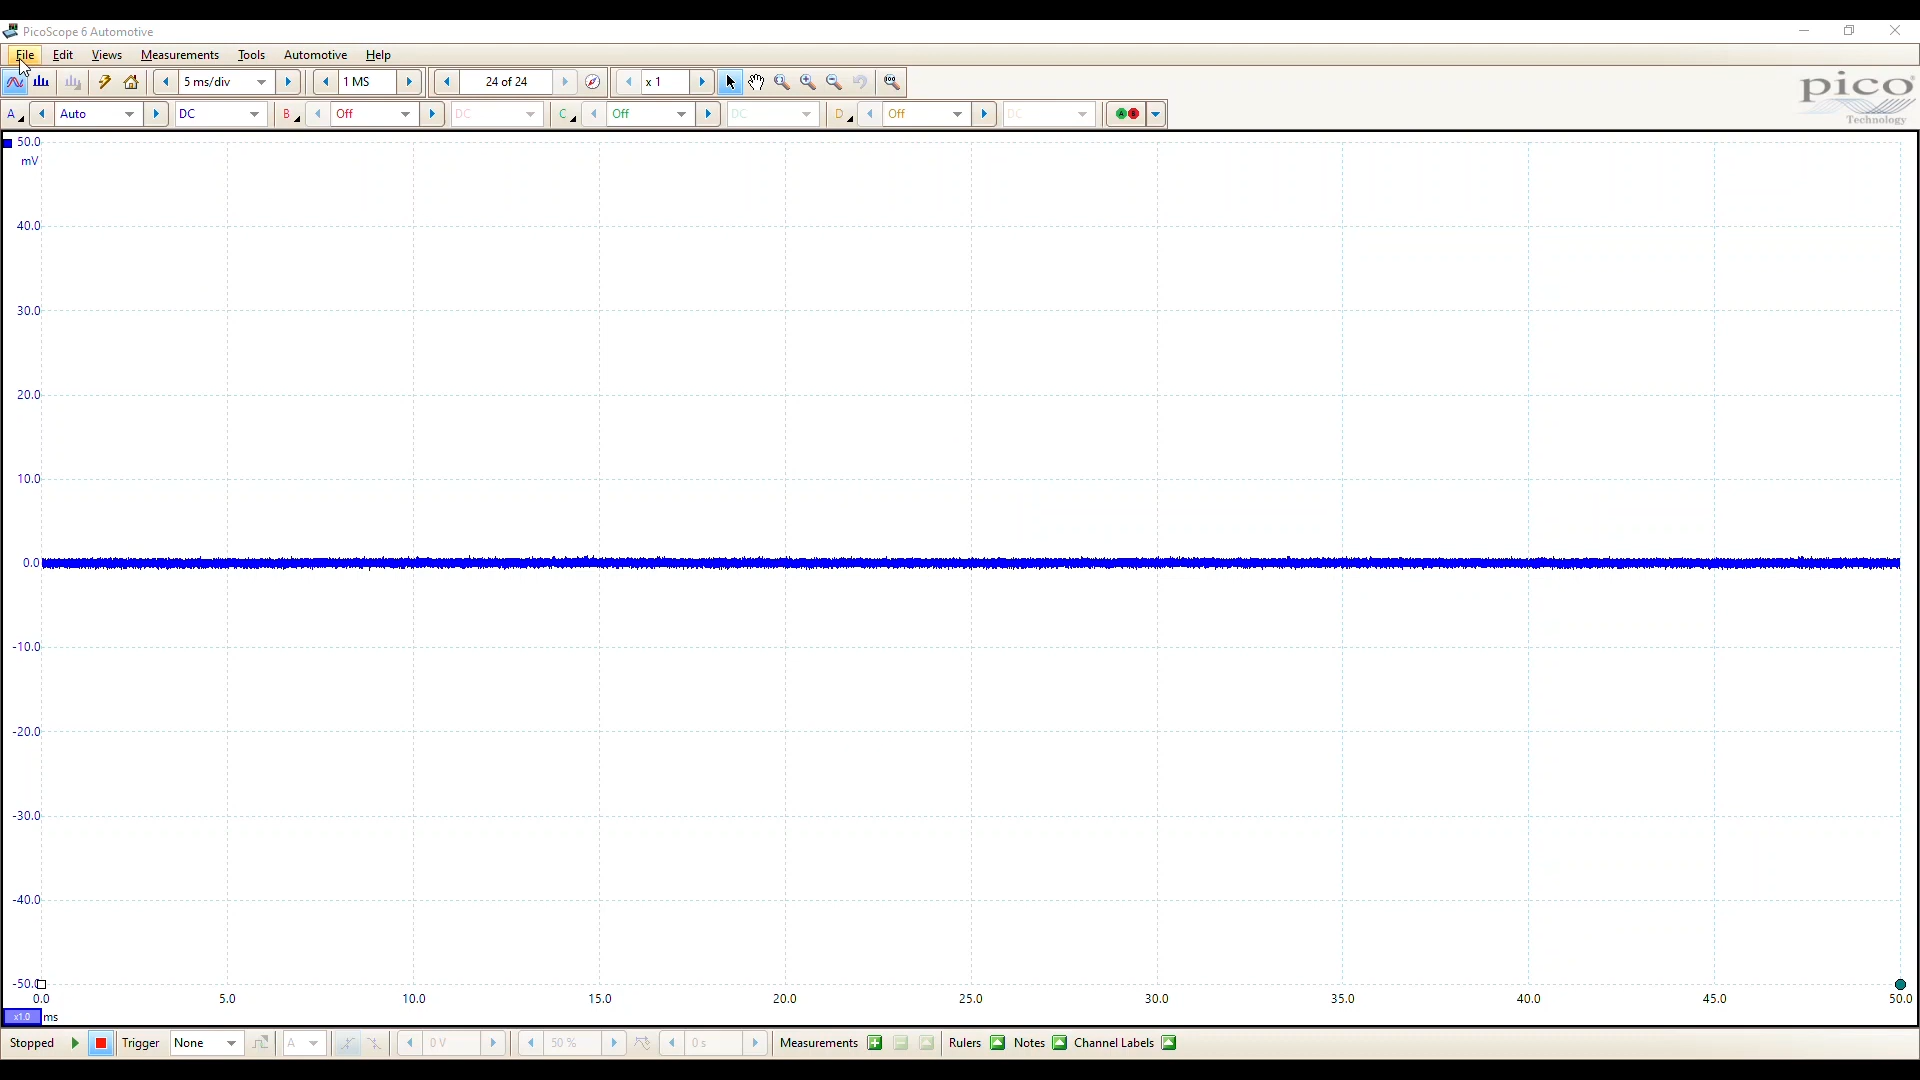 PicoScope 6 Automotive
File Edit Views Measurements Tools Automotive Help
5 ms/div 1 MS 24 of 24 x 1
A Auto DC B Off DC C Off DC D Off DC
pico
Technology
50.0
mV
40.0
30.0
20.0
10.0
0.0
-10.0
-20.0
-30.0
-40.0
-50.0
0.0 5.0 10.0 15.0 20.0 25.0 30.0 35.0 40.0 45.0 50.0
x1.0 ms
Stopped Trigger None A 0 V 50 % 0 s Measurements Rulers Notes Channel Labels